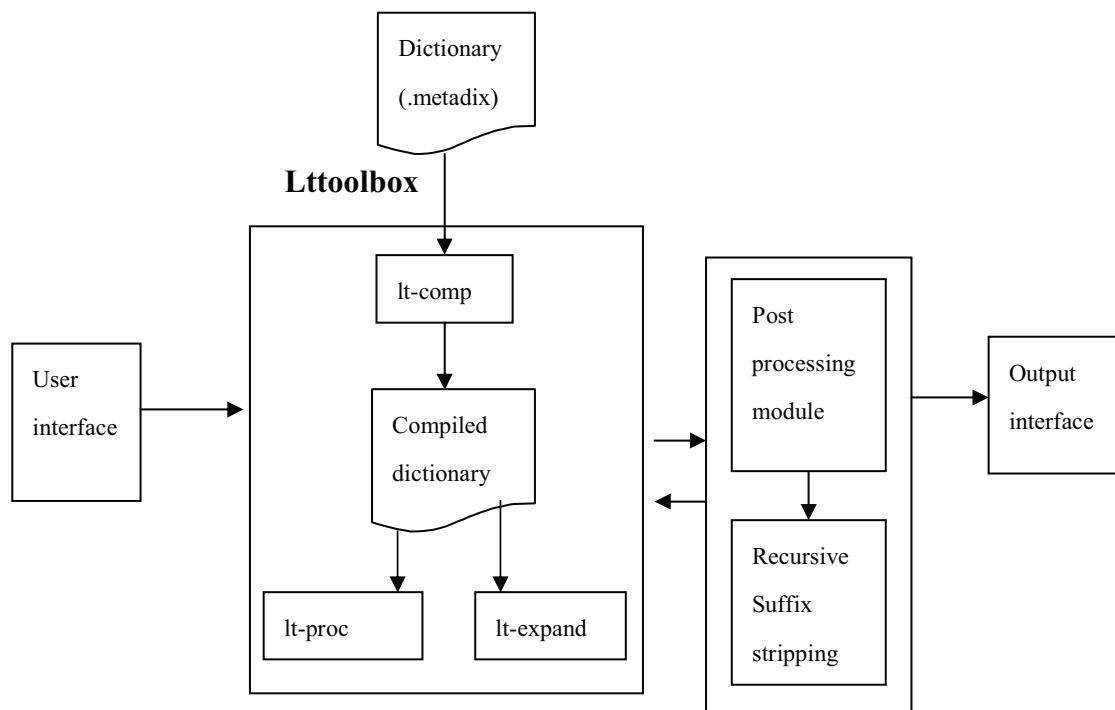 Dictionary
(.metadix)
Lttoolbox
lt-comp
User
interface
Compiled
dictionary
lt-proc
lt-expand
Post
processing
module
Recursive
Suffix
stripping
Output
interface